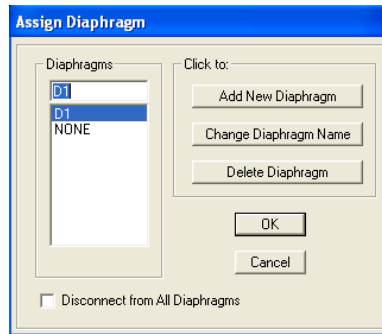 Assign Diaphragm
Diaphragms
D1
D1
NONE
Click to:
Add New Diaphragm
Change Diaphragm Name
Delete Diaphragm
OK
Cancel
Disconnect from All Diaphragms